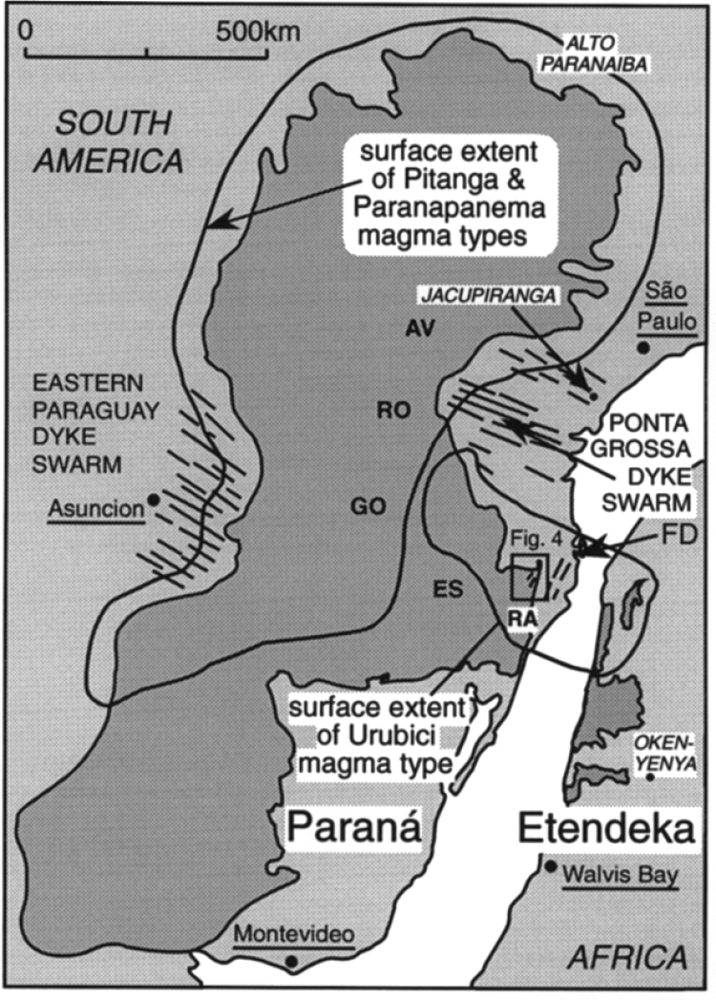 0
500km
ALTO
PARANAIBA
SOUTH
AMERICA
surface extent
of Pitanga &
Paranapanema
magma types
JACUPIRANGA
São
Paulo
AV
EASTERN
PARAGUAY
DYKE
SWARM
RO
PONTA
GROSSA
DYKE
SWARM
Asuncion
GO
Fig. 4
FD
ES
RA
surface extent
of Urubici
magma type
OKEN-
YENYA
Paraná
Etendeka
Walvis Bay
Montevideo
AFRICA